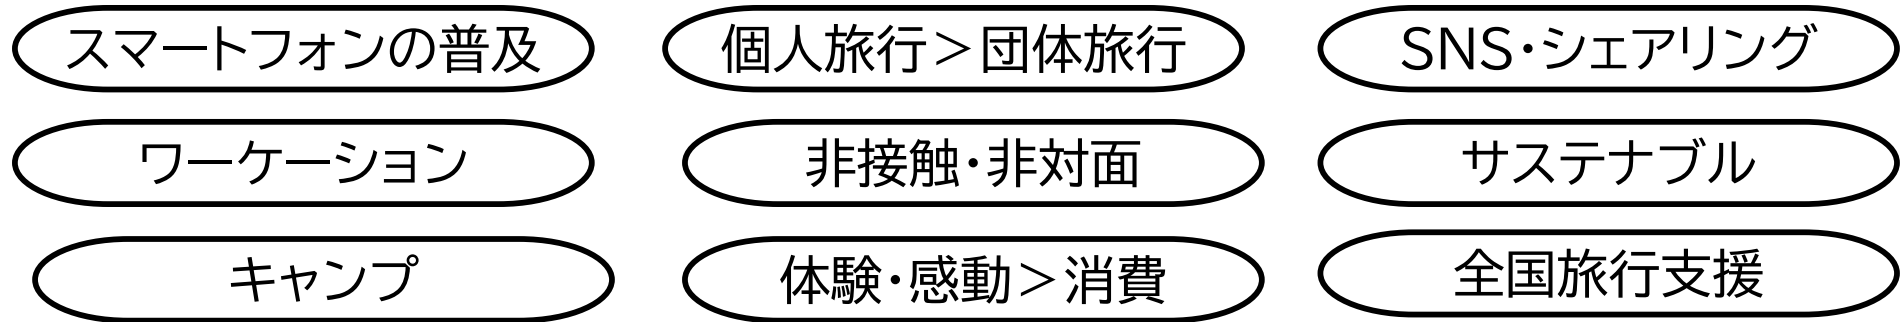 スマートフォンの普及
個人旅行＞団体旅行
SNS・シェアリング
ワーケーション
非接触・非対面
サステナブル
キャンプ
体験・感動＞消費
全国旅行支援